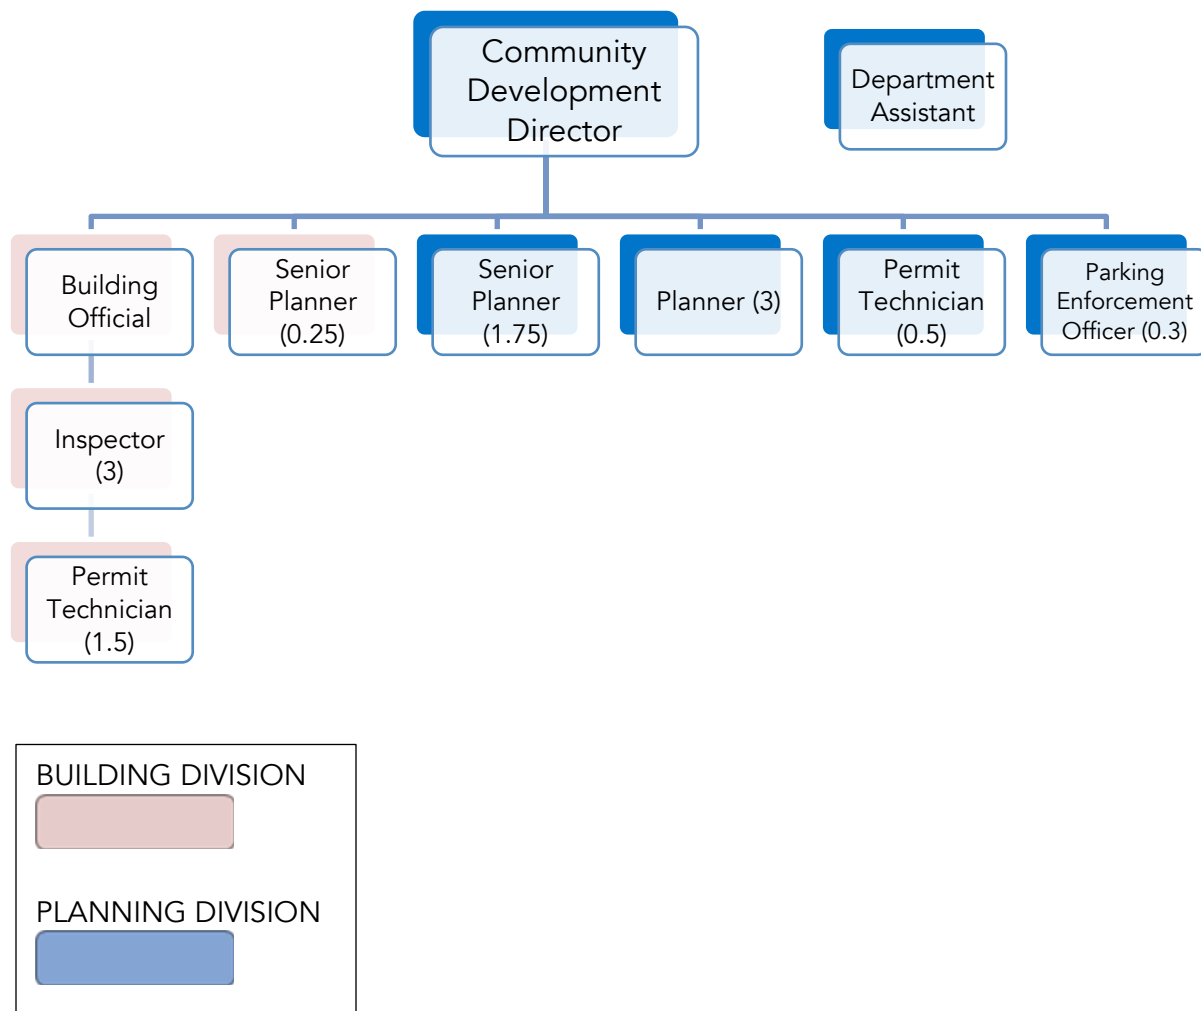 Community
Development
Director
Department
Assistant
Building
Official
Senior
Planner
(0.25)
Senior
Planner
(1.75)
Planner (3)
Permit
Technician
(0.5)
Parking
Enforcement
Officer (0.3)
Inspector
(3)
Permit
Technician
(1.5)
BUILDING DIVISION
PLANNING DIVISION